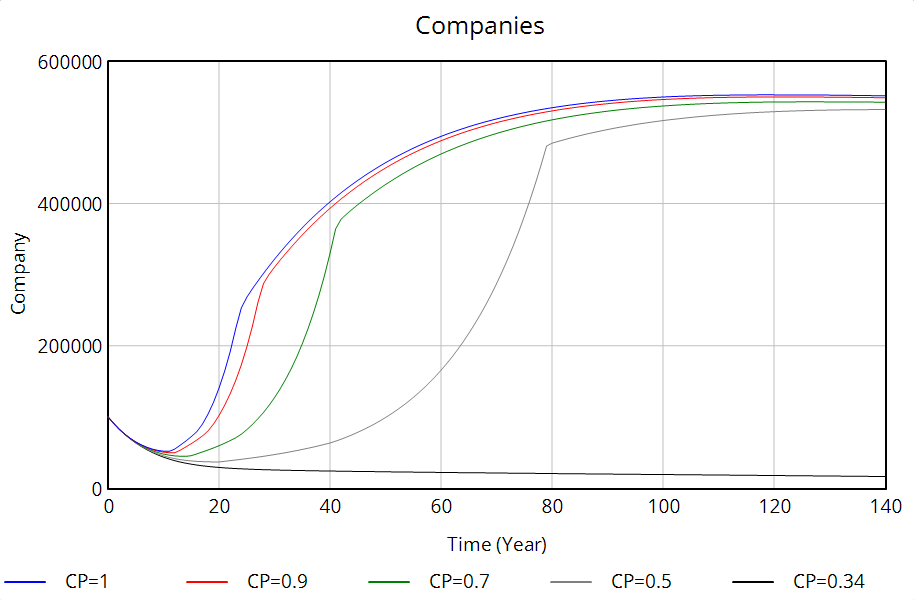 Companies
600000
400000
200000
0
Company
0 20 40 60 80 100 120 140
Time (Year)
CP=1 CP=0.9 CP=0.7 CP=0.5 CP=0.34